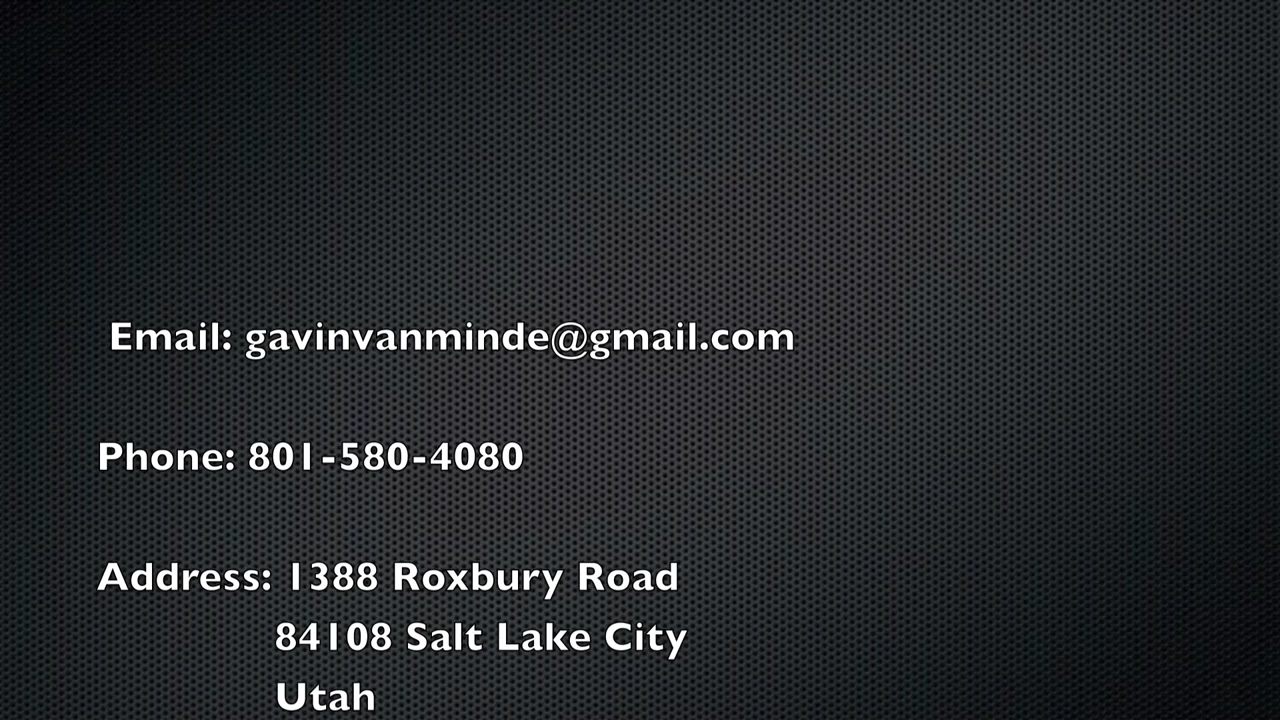 Email: gavinvanminde@gmail.com
Phone: 801-580-4080
Address: 1388 Roxbury Road
84108 Salt Lake City
Utah